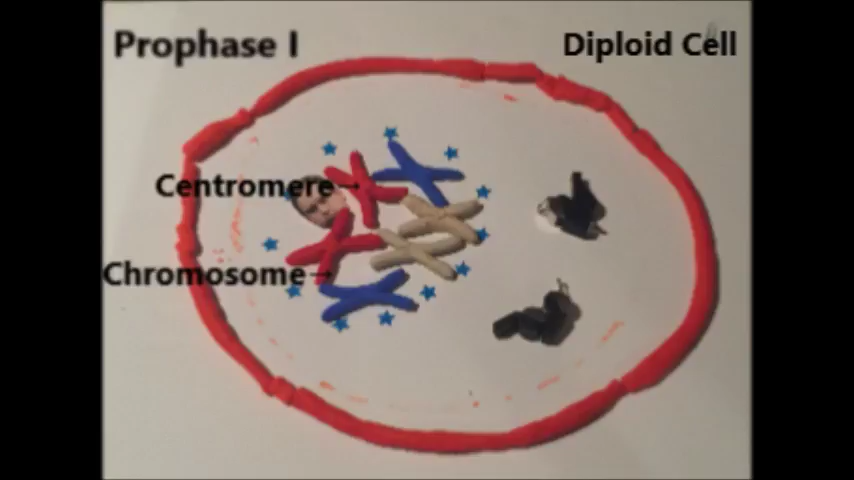 Prophase I
Diploid Cell
Centromere→
Chromosome→